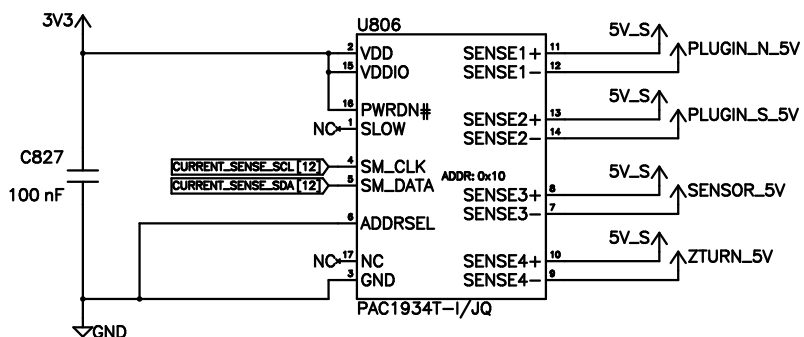 3V3
U806
2 VDD
15 VDDIO
16 PWRDN#
NC 1 SLOW
CURRENT_SENSE_SCL [12] 4 SM_CLK
CURRENT_SENSE_SDA [12] 5 SM_DATA
6 ADDRSEL
NC 17 NC
3 GND
C827
100 nF
GND
ADDR: 0x10
SENSE1+ 11 5V_S
SENSE1- 12 PLUGIN_N_5V
SENSE2+ 13 5V_S
SENSE2- 14 PLUGIN_S_5V
SENSE3+ 8 5V_S
SENSE3- 7 SENSOR_5V
SENSE4+ 10 5V_S
SENSE4- 9 ZTURN_5V
PAC1934T-I/JQ